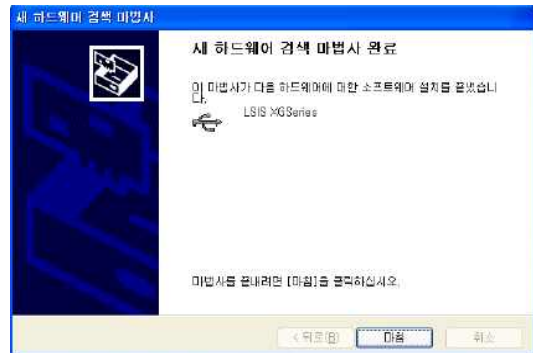 새 하드웨어 검색 마법사
새 하드웨어 검색 마법사 완료
이 마법사가 다음 하드웨어에 대한 소프트웨어 설치를 끝냈습니
다.
LSIS XGSeries
마법사를 끝내려면 [마침]을 클릭하십시오.
< 뒤로(B)
마침
취소